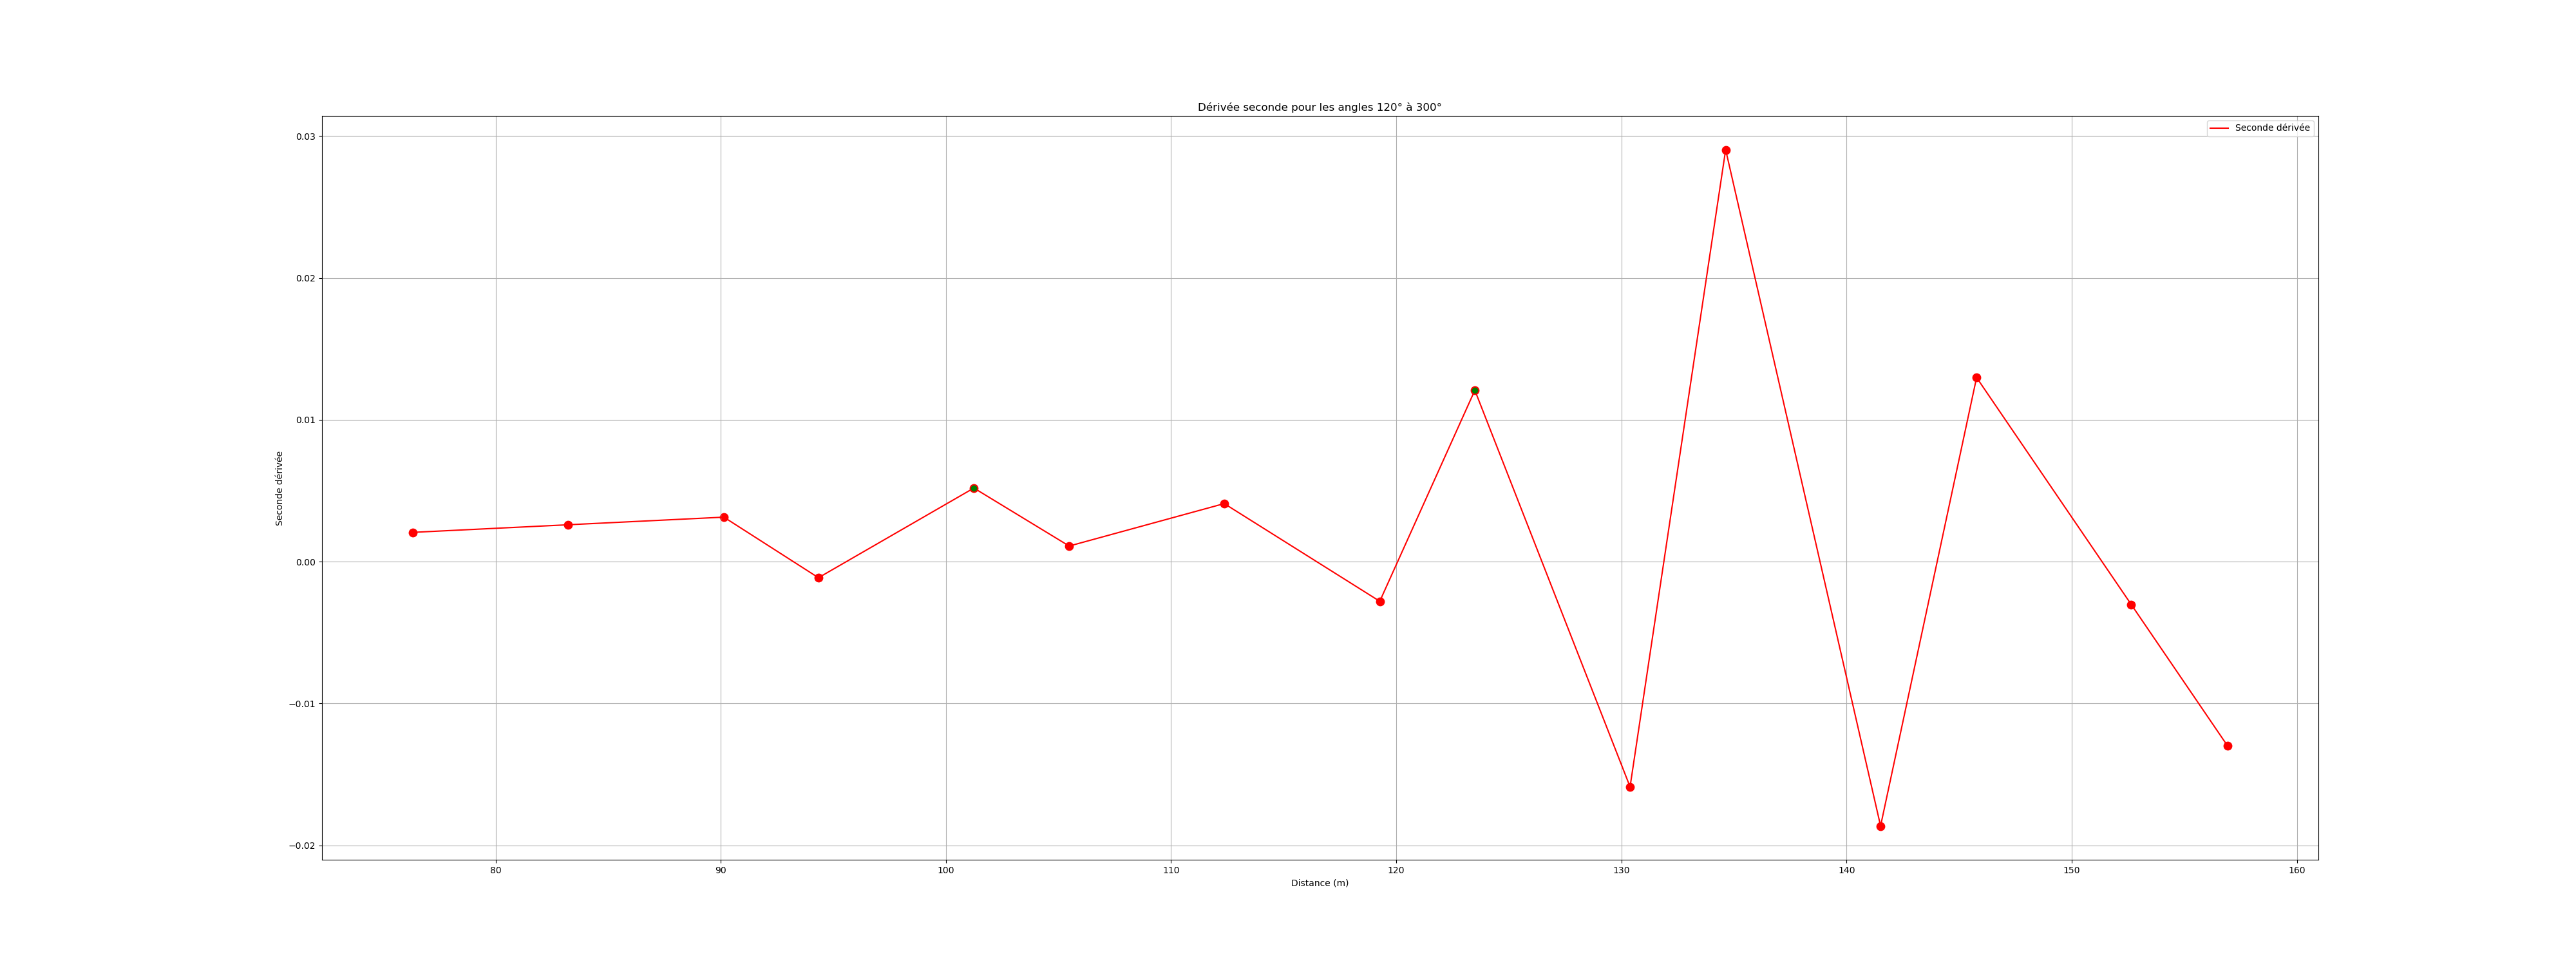 Dérivée seconde pour les angles 120° à 300°
Seconde dérivée
0.03
0.02
0.01
0.00
−0.01
−0.02
Seconde dérivée
80 90 100 110 120 130 140 150 160
Distance (m)